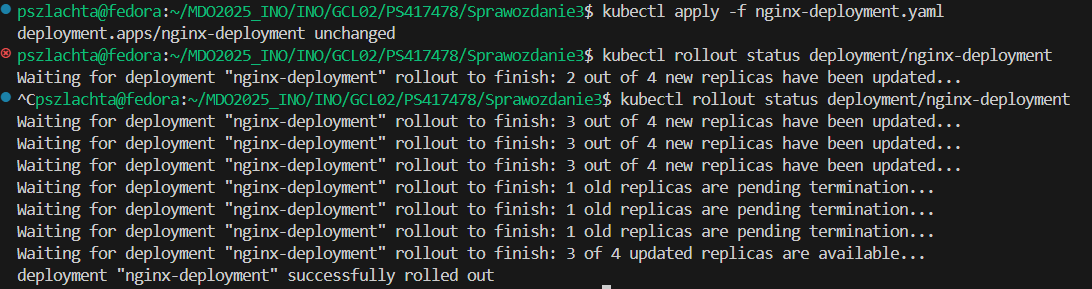 pszlachta@fedora:~/MDO2025_INO/INO/GCL02/PS417478/Sprawozdanie3$ kubectl apply -f nginx-deployment.yaml
deployment.apps/nginx-deployment unchanged
pszlachta@fedora:~/MDO2025_INO/INO/GCL02/PS417478/Sprawozdanie3$ kubectl rollout status deployment/nginx-deployment
Waiting for deployment "nginx-deployment" rollout to finish: 2 out of 4 new replicas have been updated...
^Cpszlachta@fedora:~/MDO2025_INO/INO/GCL02/PS417478/Sprawozdanie3$ kubectl rollout status deployment/nginx-deployment
Waiting for deployment "nginx-deployment" rollout to finish: 3 out of 4 new replicas have been updated...
Waiting for deployment "nginx-deployment" rollout to finish: 3 out of 4 new replicas have been updated...
Waiting for deployment "nginx-deployment" rollout to finish: 3 out of 4 new replicas have been updated...
Waiting for deployment "nginx-deployment" rollout to finish: 1 old replicas are pending termination...
Waiting for deployment "nginx-deployment" rollout to finish: 1 old replicas are pending termination...
Waiting for deployment "nginx-deployment" rollout to finish: 1 old replicas are pending termination...
Waiting for deployment "nginx-deployment" rollout to finish: 3 of 4 updated replicas are available...
deployment "nginx-deployment" successfully rolled out